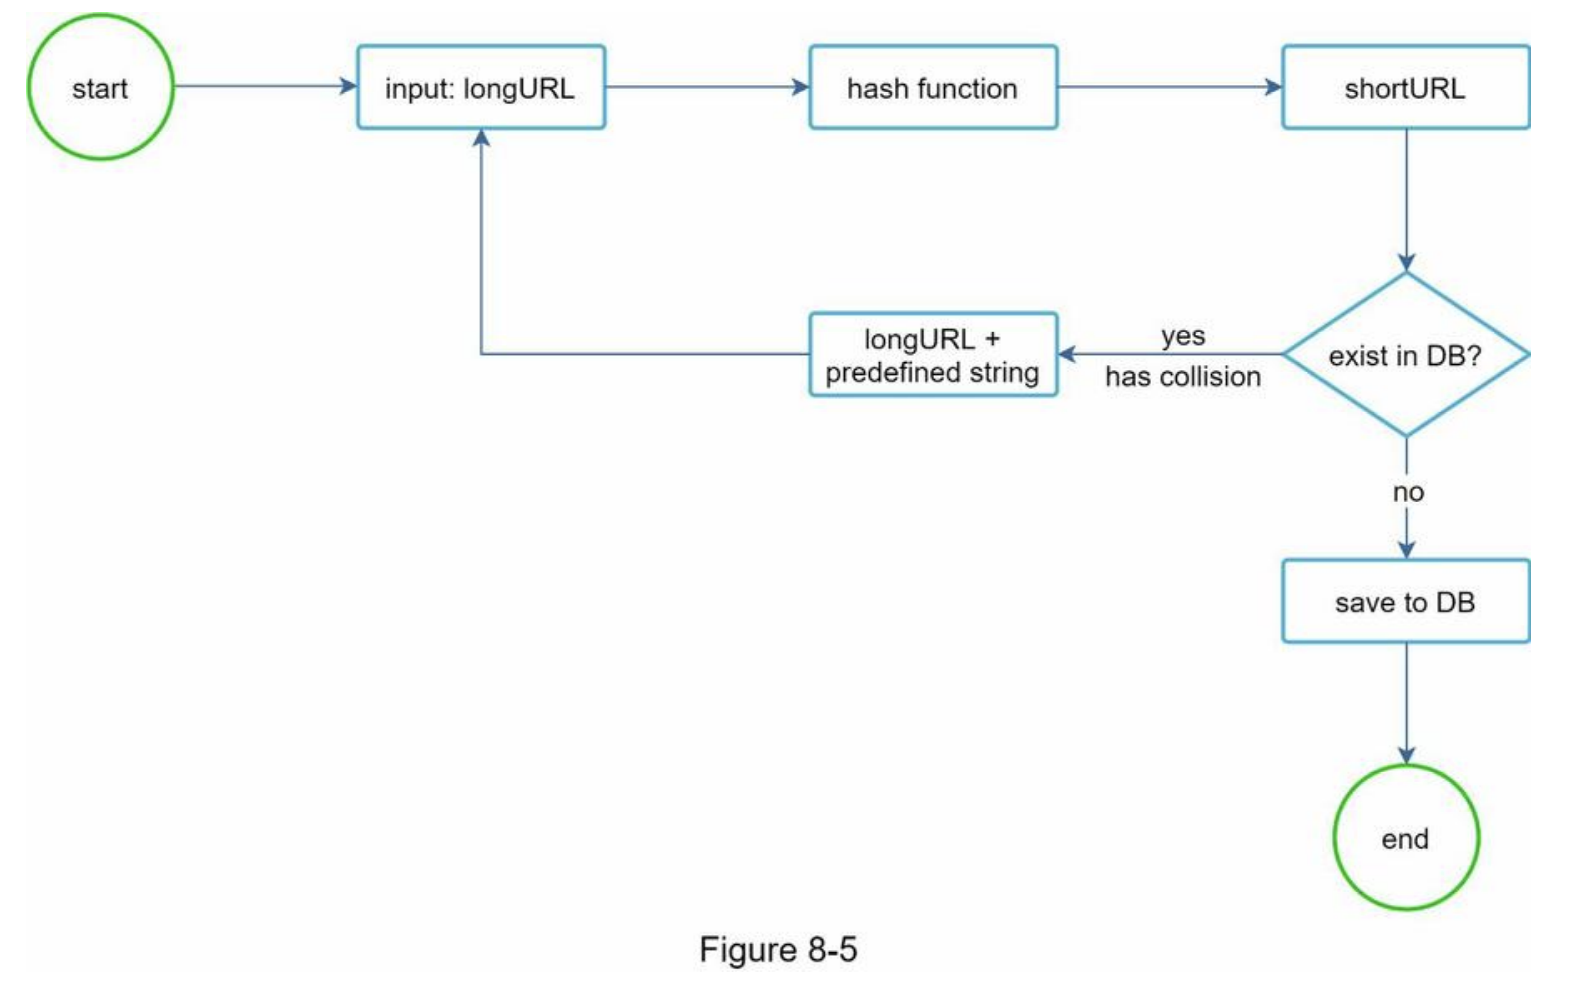 start
input: longURL
hash function
shortURL
longURL +
predefined string
yes
has collision
exist in DB?
no
save to DB
end
Figure 8-5